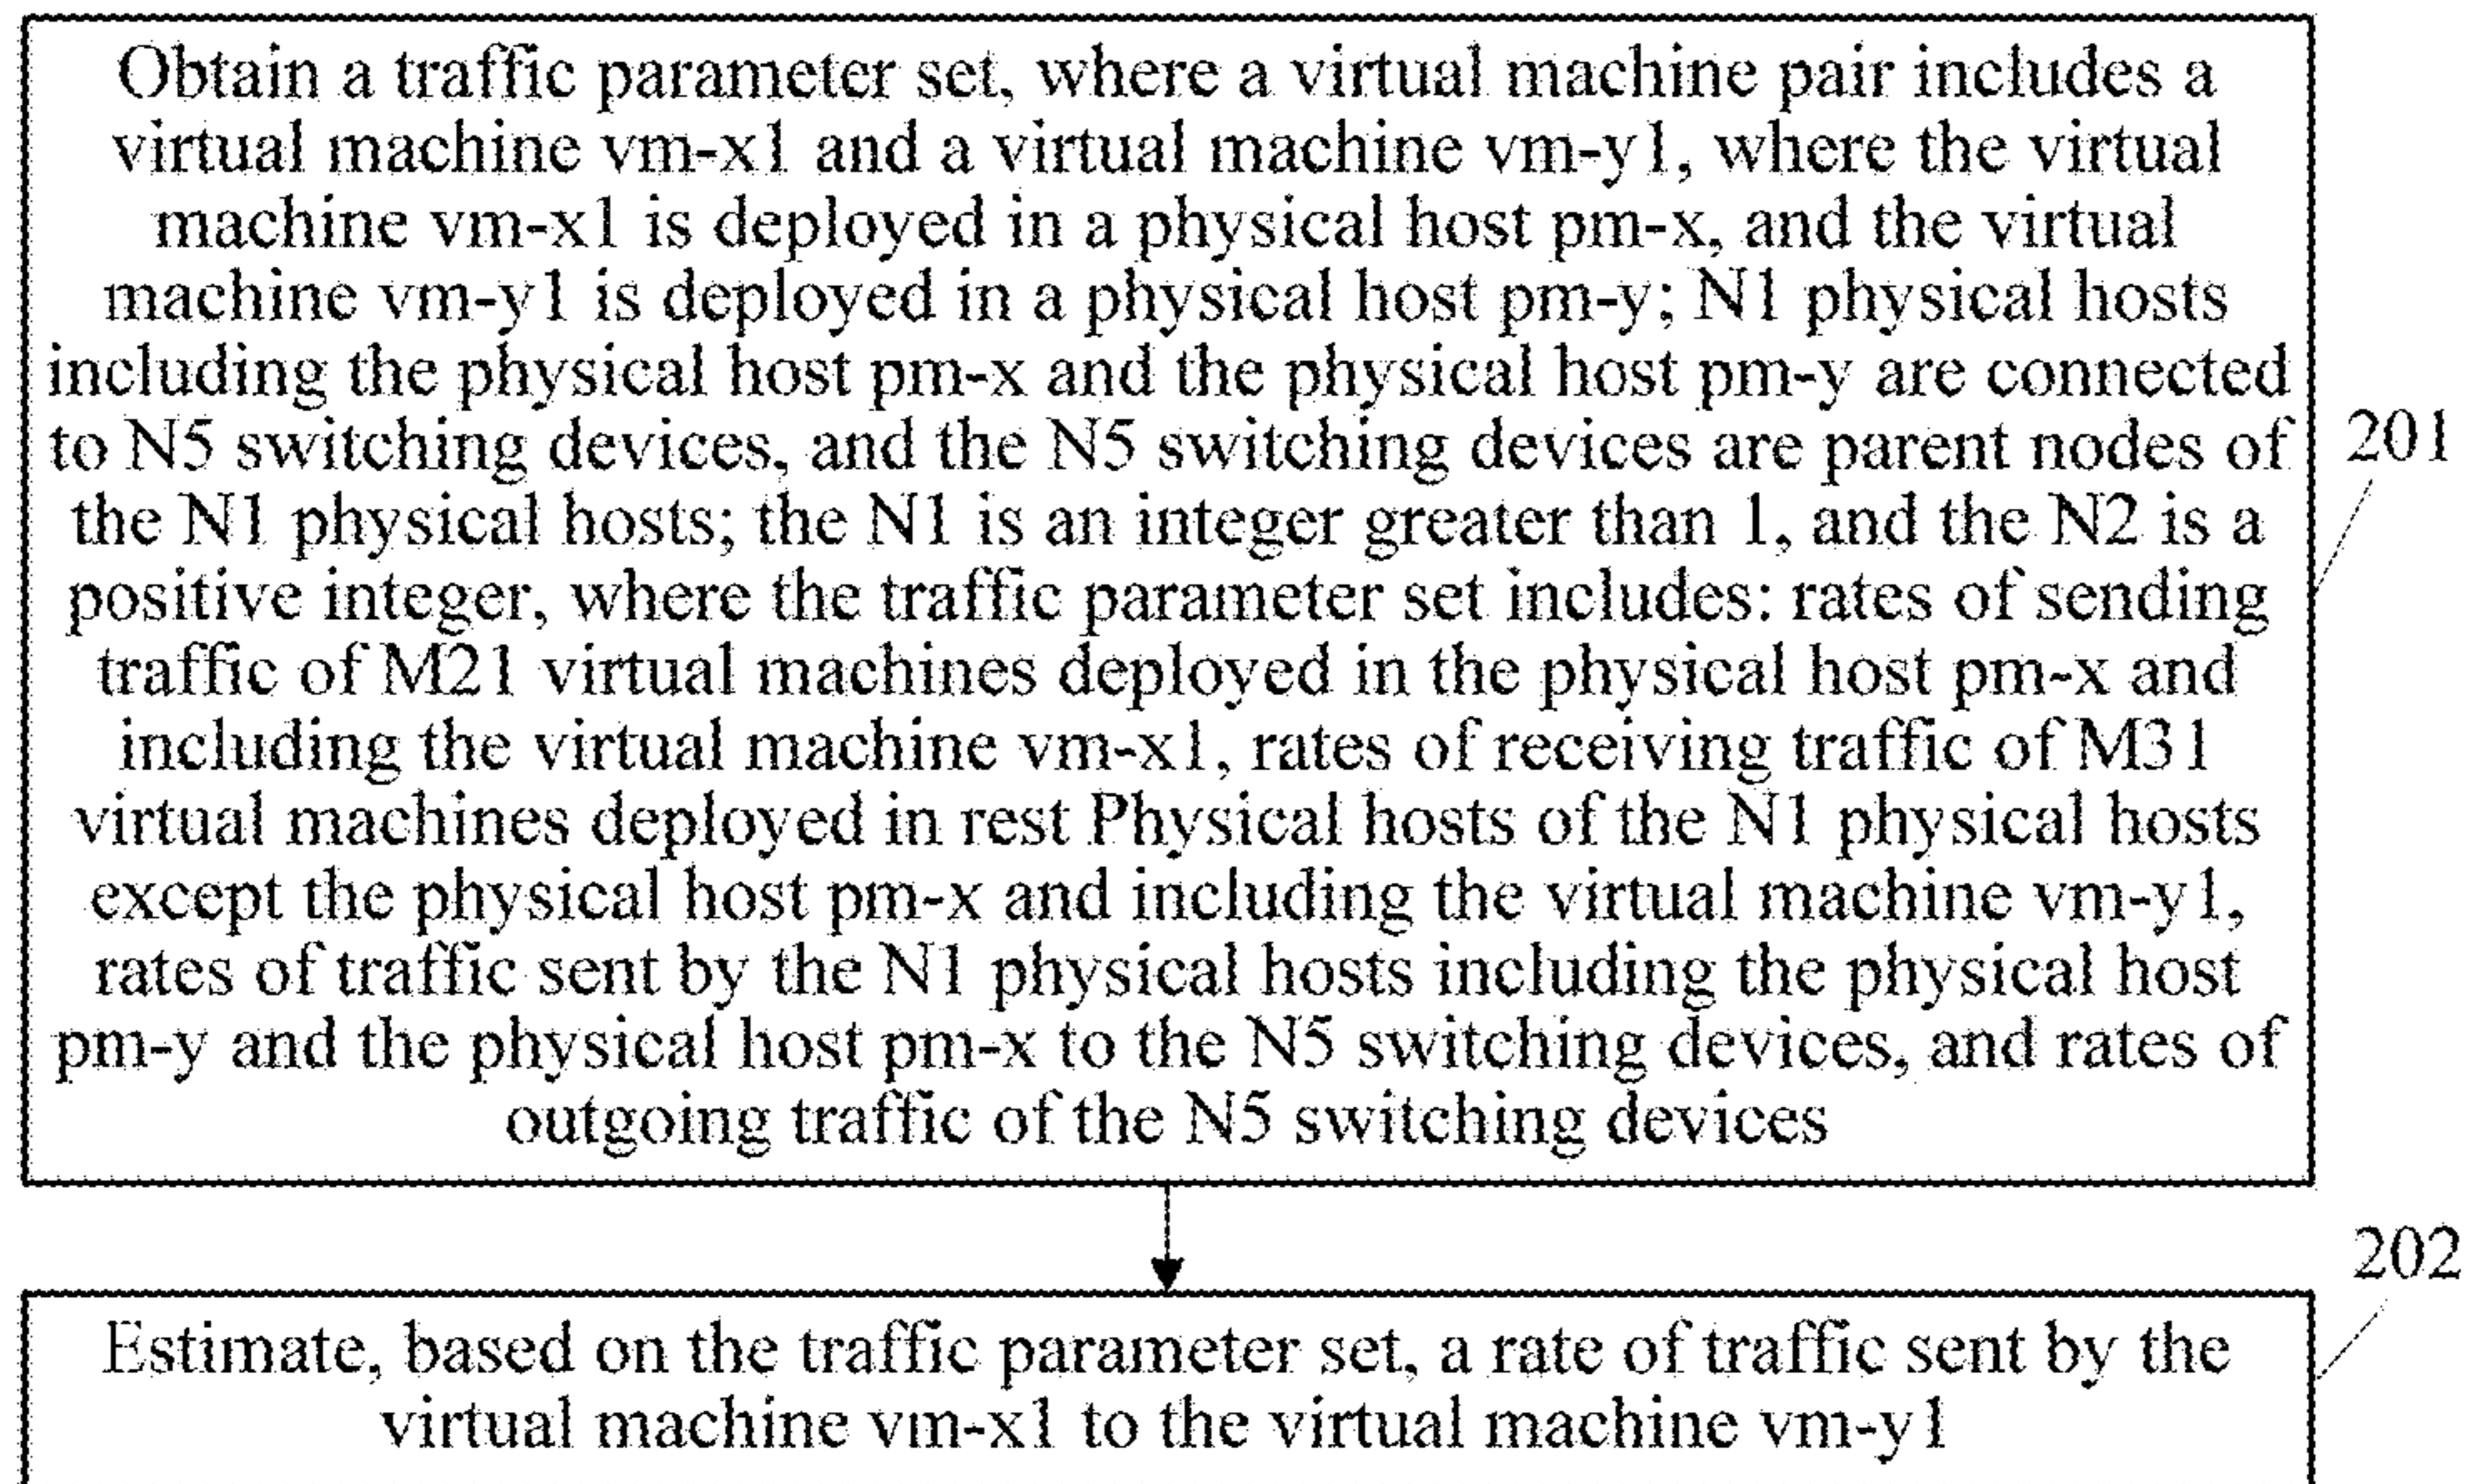 Obtain a traffic parameter set, where a virtual machine pair includes a
virtual machine vm-x1 and a virtual machine vm-y1, where the virtual
machine vm-x1 is deployed in a physical host pm-x, and the virtual
machine vm-y1 is deployed in a physical host pm-y; N1 physical hosts
including the physical host pm-x and the physical host pm-y are connected
to N5 switching devices, and the N5 switching devices are parent nodes of
the N1 physical hosts; the N1 is an integer greater than 1, and the N2 is a
positive integer, where the traffic parameter set includes: rates of sending
traffic of M21 virtual machines deployed in the physical host pm-x and
including the virtual machine vm-x1, rates of receiving traffic of M31
virtual machines deployed in rest Physical hosts of the N1 physical hosts
except the physical host pm-x and including the virtual machine vm-y1,
rates of traffic sent by the N1 physical hosts including the physical host
pm-y and the physical host pm-x to the N5 switching devices, and rates of
outgoing traffic of the N5 switching devices
201
202
Estimate, based on the traffic parameter set, a rate of traffic sent by the
virtual machine vm-x1 to the virtual machine vm-y1